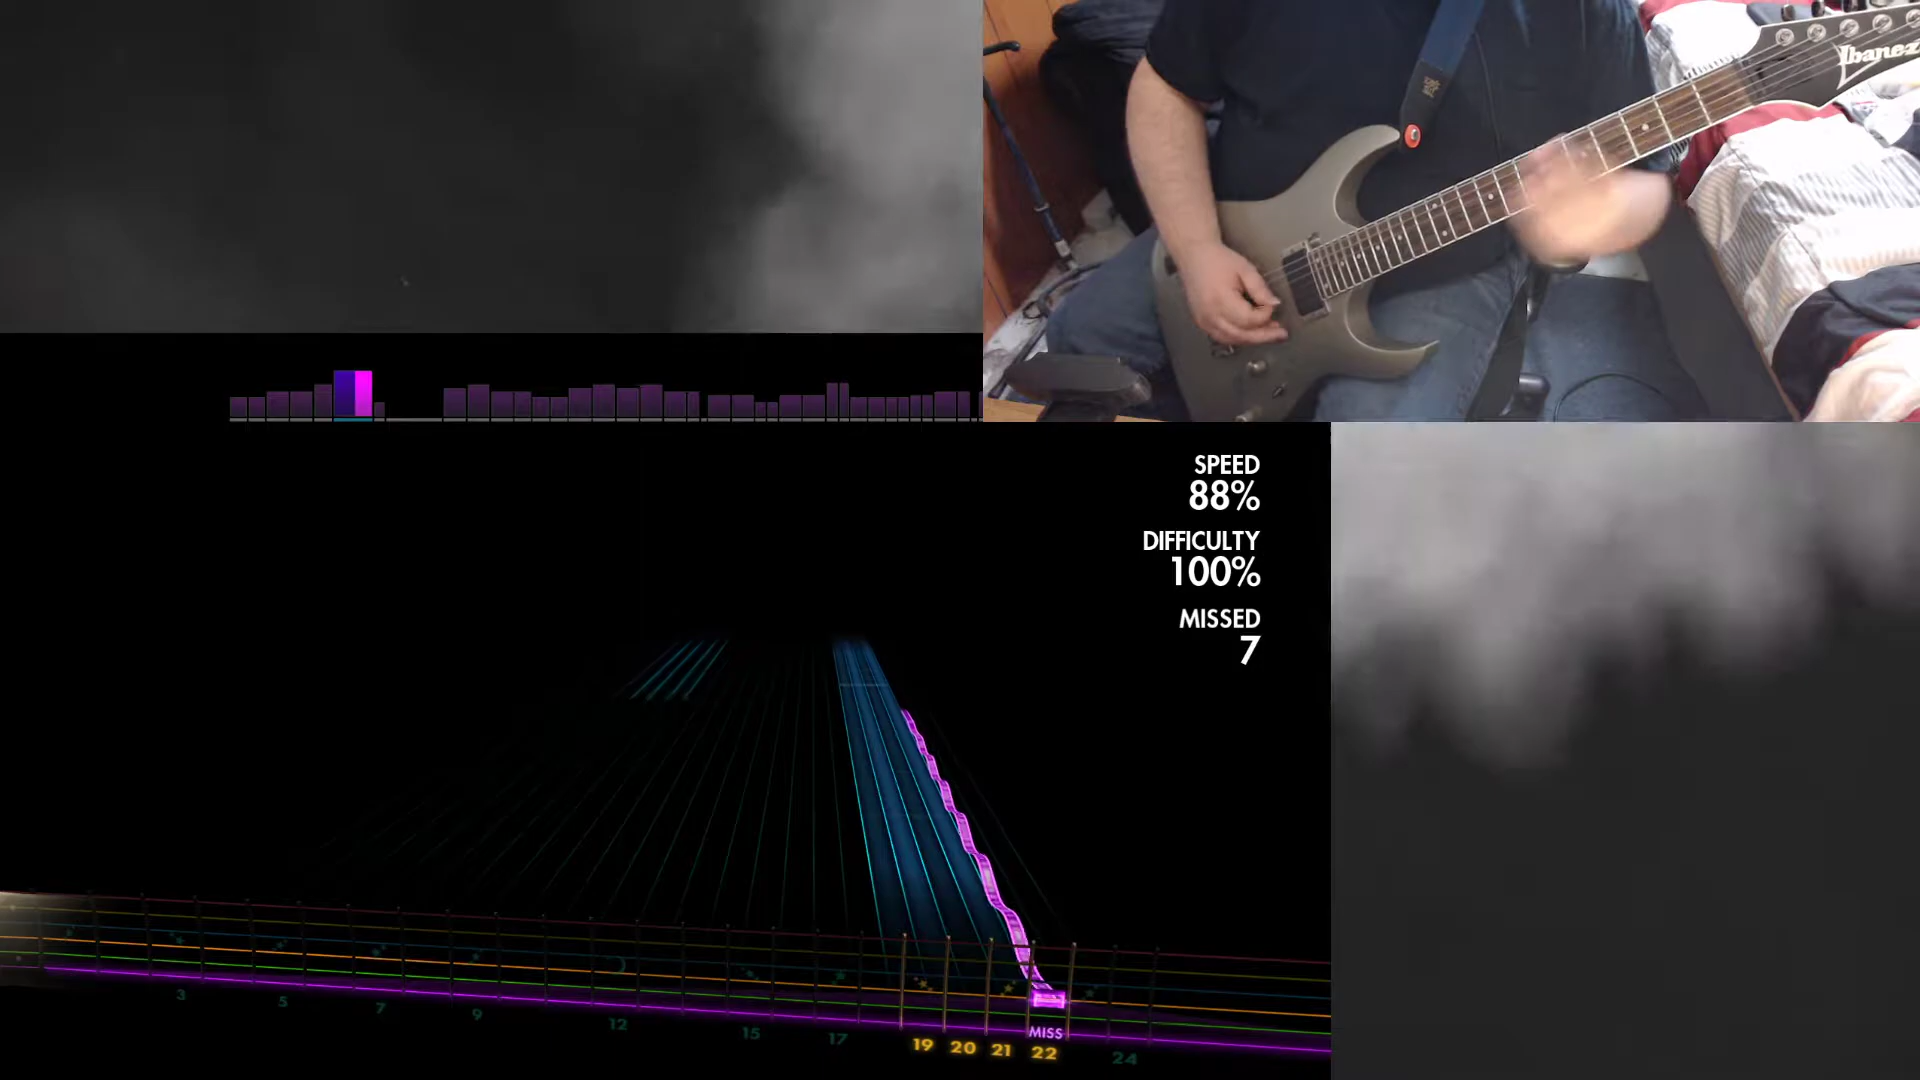 Ibanez
SPEED
88%
DIFFICULTY
100%
MISSED
7
MISS
3 5 7 9 12 15 17 19 20 21 22 24